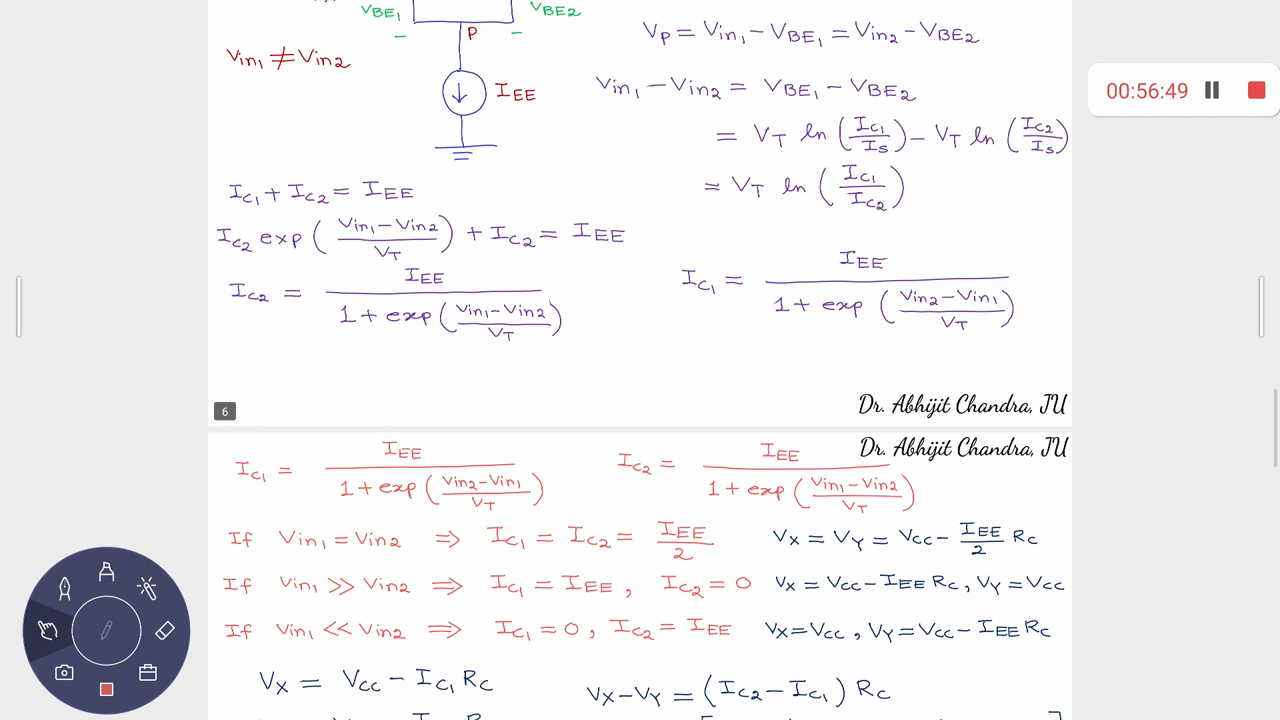 VBE1 VBE2
P
Vin1 ≠ Vin2
IEE
VP = Vin1 − VBE1 = Vin2 − VBE2
Vin1 − Vin2 = VBE1 − VBE2
= VT ln (IC1/IS) − VT ln (IC2/IS)
= VT ln (IC1/IC2)
IC1 + IC2 = IEE
IC2 exp ((Vin1 − Vin2)/VT) + IC2 = IEE
IC2 = IEE / (1 + exp ((Vin1 − Vin2)/VT))
IC1 = IEE / (1 + exp ((Vin2 − Vin1)/VT))
6
Dr. Abhijit Chandra, JU
Dr. Abhijit Chandra, JU
IC1 = IEE / (1 + exp ((Vin2 − Vin1)/VT)) IC2 = IEE / (1 + exp ((Vin1 − Vin2)/VT))
If Vin1 = Vin2 ⇒ IC1 = IC2 = IEE/2 VX = VY = VCC − IEE/2 RC
If Vin1 >> Vin2 ⇒ IC1 = IEE, IC2 = 0 VX = VCC − IEE RC, VY = VCC
If Vin1 << Vin2 ⇒ IC1 = 0, IC2 = IEE VX = VCC, VY = VCC − IEE RC
VX = VCC − IC1 RC
VX − VY = (IC2 − IC1) RC
00:56:49